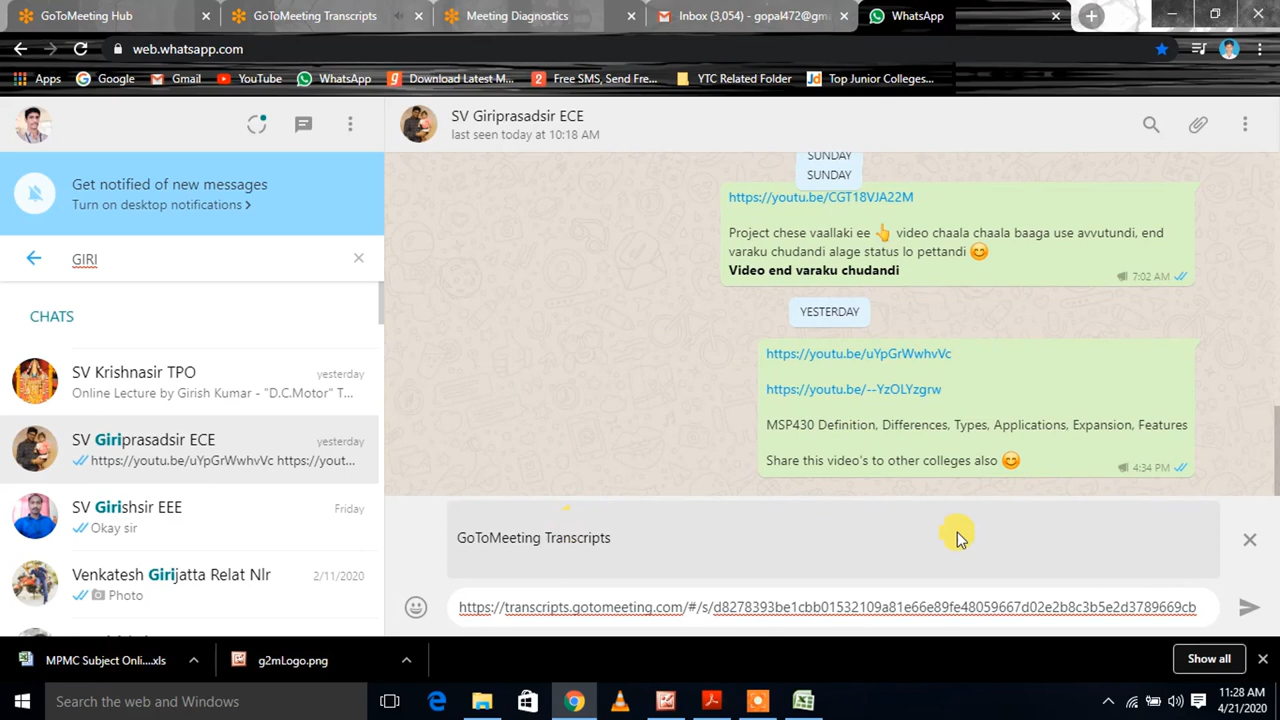 GoToMeeting Hub
GoToMeeting Transcripts
Meeting Diagnostics
Inbox (3,054) - gopal472@gm
WhatsApp
web.whatsapp.com
Apps
Google
Gmail
YouTube
WhatsApp
Download Latest M...
Free SMS, Send Fre...
YTC Related Folder
Top Junior Colleges...
SV Giriprasadsir ECE
last seen today at 10:18 AM
Get notified of new messages
Turn on desktop notifications >
GIRI
CHATS
SV Krishnasir TPO
yesterday
Online Lecture by Girish Kumar - "D.C.Motor" T...
SV Giriprasadsir ECE
yesterday
https://youtu.be/uYpGrWwhvVc https://yout...
SV Girishsir EEE
Friday
Okay sir
Venkatesh Girijatta Relat Nlr
2/11/2020
Photo
SUNDAY
SUNDAY
https://youtu.be/CGT18VJA22M
Project chese vaallaki ee 👆 video chaala chaala baaga use avvutundi, end
varaku chudandi alage status lo pettandi 😊
Video end varaku chudandi
7:02 AM
YESTERDAY
https://youtu.be/uYpGrWwhvVc
https://youtu.be/--YzOLYzgrw
MSP430 Definition, Differences, Types, Applications, Expansion, Features
Share this video's to other colleges also 😊
4:34 PM
GoToMeeting Transcripts
https://transcripts.gotomeeting.com/#/s/d8278393be1cbb01532109a81e66e89fe48059667d02e2b8c3b5e2d3789669cb
MPMC Subject Onli....xls
g2mLogo.png
Show all
Search the web and Windows
11:28 AM
4/21/2020